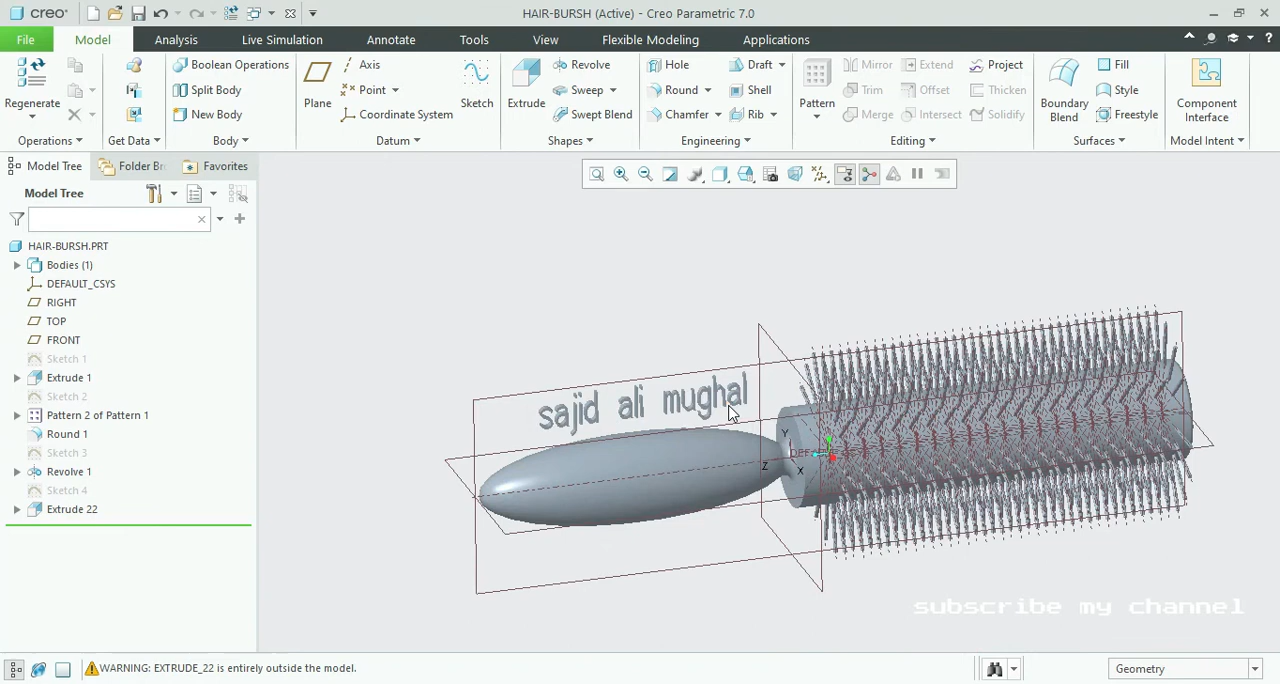 creo
HAIR-BURSH (Active) - Creo Parametric 7.0
File Model Analysis Live Simulation Annotate Tools View Flexible Modeling Applications
Regenerate
Operations
Get Data
Boolean Operations
Split Body
New Body
Body
Plane
Axis
Point
Coordinate System
Sketch
Datum
Extrude
Revolve
Sweep
Swept Blend
Shapes
Hole
Round
Chamfer
Draft
Shell
Rib
Engineering
Pattern
Mirror
Trim
Merge
Extend
Offset
Intersect
Project
Thicken
Solidify
Editing
Boundary Blend
Fill
Style
Freestyle
Surfaces
Component Interface
Model Intent
Model Tree Folder Br Favorites
Model Tree
HAIR-BURSH.PRT
Bodies (1)
DEFAULT_CSYS
RIGHT
TOP
FRONT
Sketch 1
Extrude 1
Sketch 2
Pattern 2 of Pattern 1
Round 1
Sketch 3
Revolve 1
Sketch 4
Extrude 22
sajid ali mughal
Y
Z
X
subscribe my channel
WARNING: EXTRUDE_22 is entirely outside the model.
Geometry